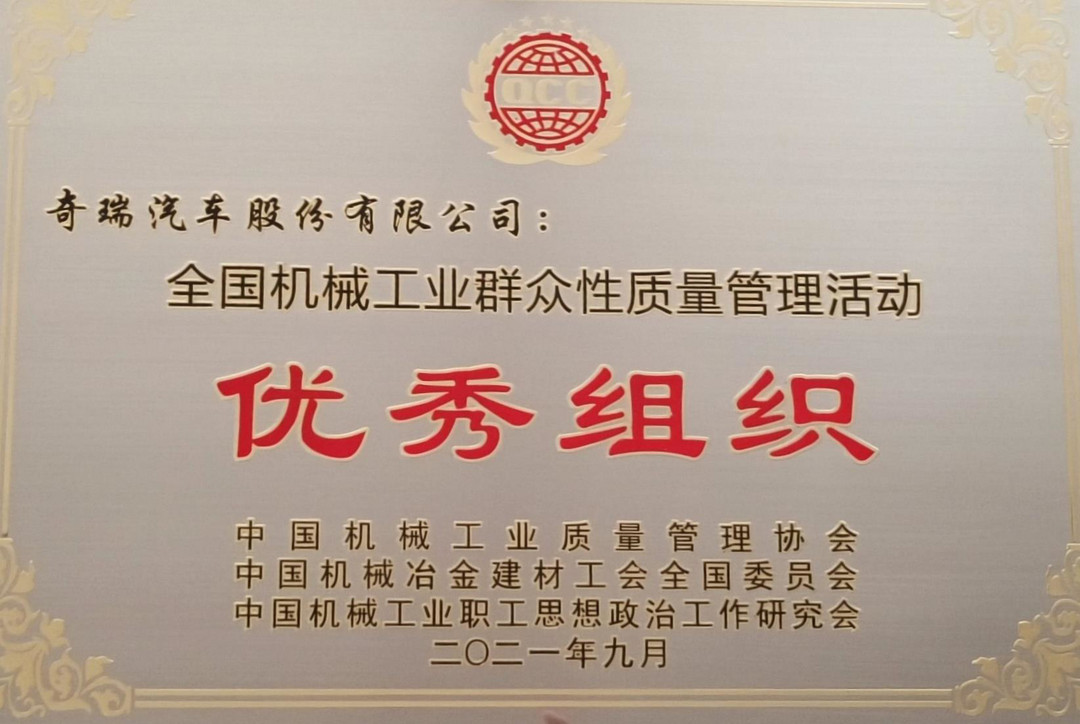 QCC
奇瑞汽车股份有限公司：
全国机械工业群众性质量管理活动
优秀组织
中国机械工业质量管理协会
中国机械冶金建材工会全国委员会
中国机械工业职工思想政治工作研究会
二〇二一年九月